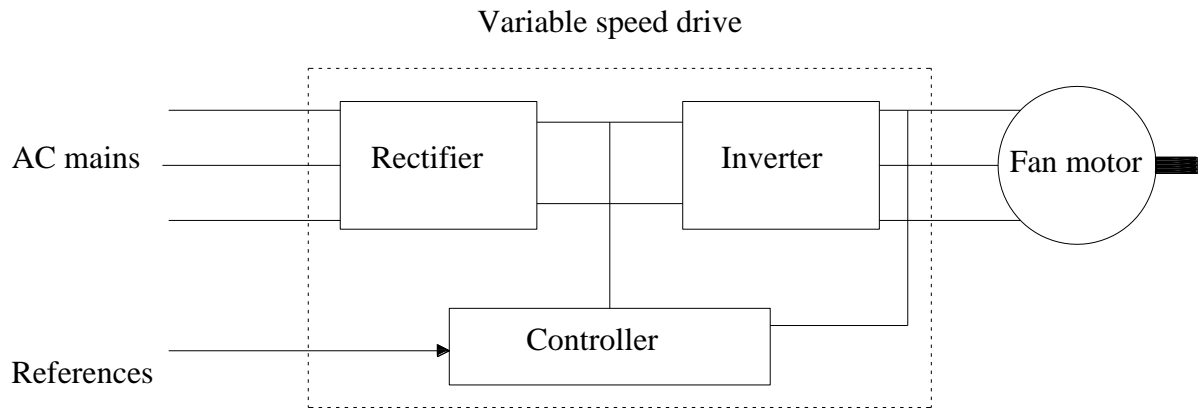 Variable speed drive
AC mains
Rectifier
Inverter
Fan motor
Controller
References